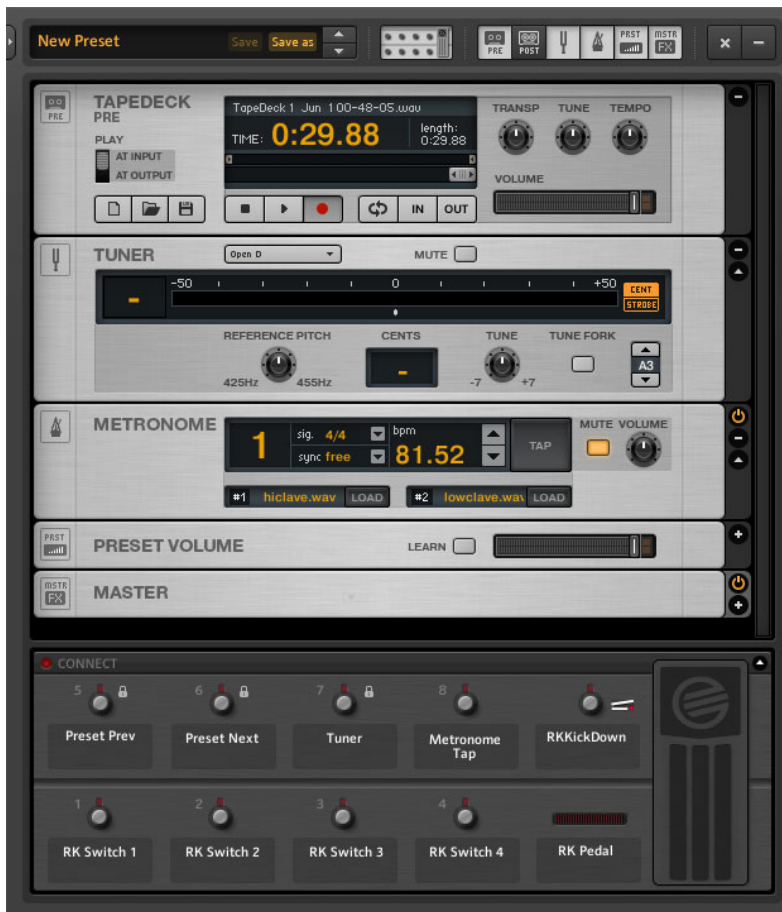 New Preset Save Save as PRE POST PRST MSTR FX
PRE TAPEDECK
PRE
PLAY
AT INPUT
AT OUTPUT
TapeDeck 1 Jun 1 00-48-05.wav
TIME: 0:29.88 length: 0:29.88
IN OUT
TRANSP TUNE TEMPO
VOLUME
TUNER Open D MUTE
-50 0 +50
- CENT
STROBE
REFERENCE PITCH CENTS TUNE TUNE FORK
425Hz 455Hz - -7 +7 A3
METRONOME
1 sig. 4/4 bpm
sync free 81.52
TAP
MUTE VOLUME
#1 hiclave.wav LOAD #2 lowclave.wav LOAD
PRST PRESET VOLUME LEARN
MSTR FX MASTER
CONNECT
5 6 7 8
Preset Prev Preset Next Tuner Metronome Tap RKKickDown
1 2 3 4
RK Switch 1 RK Switch 2 RK Switch 3 RK Switch 4 RK Pedal